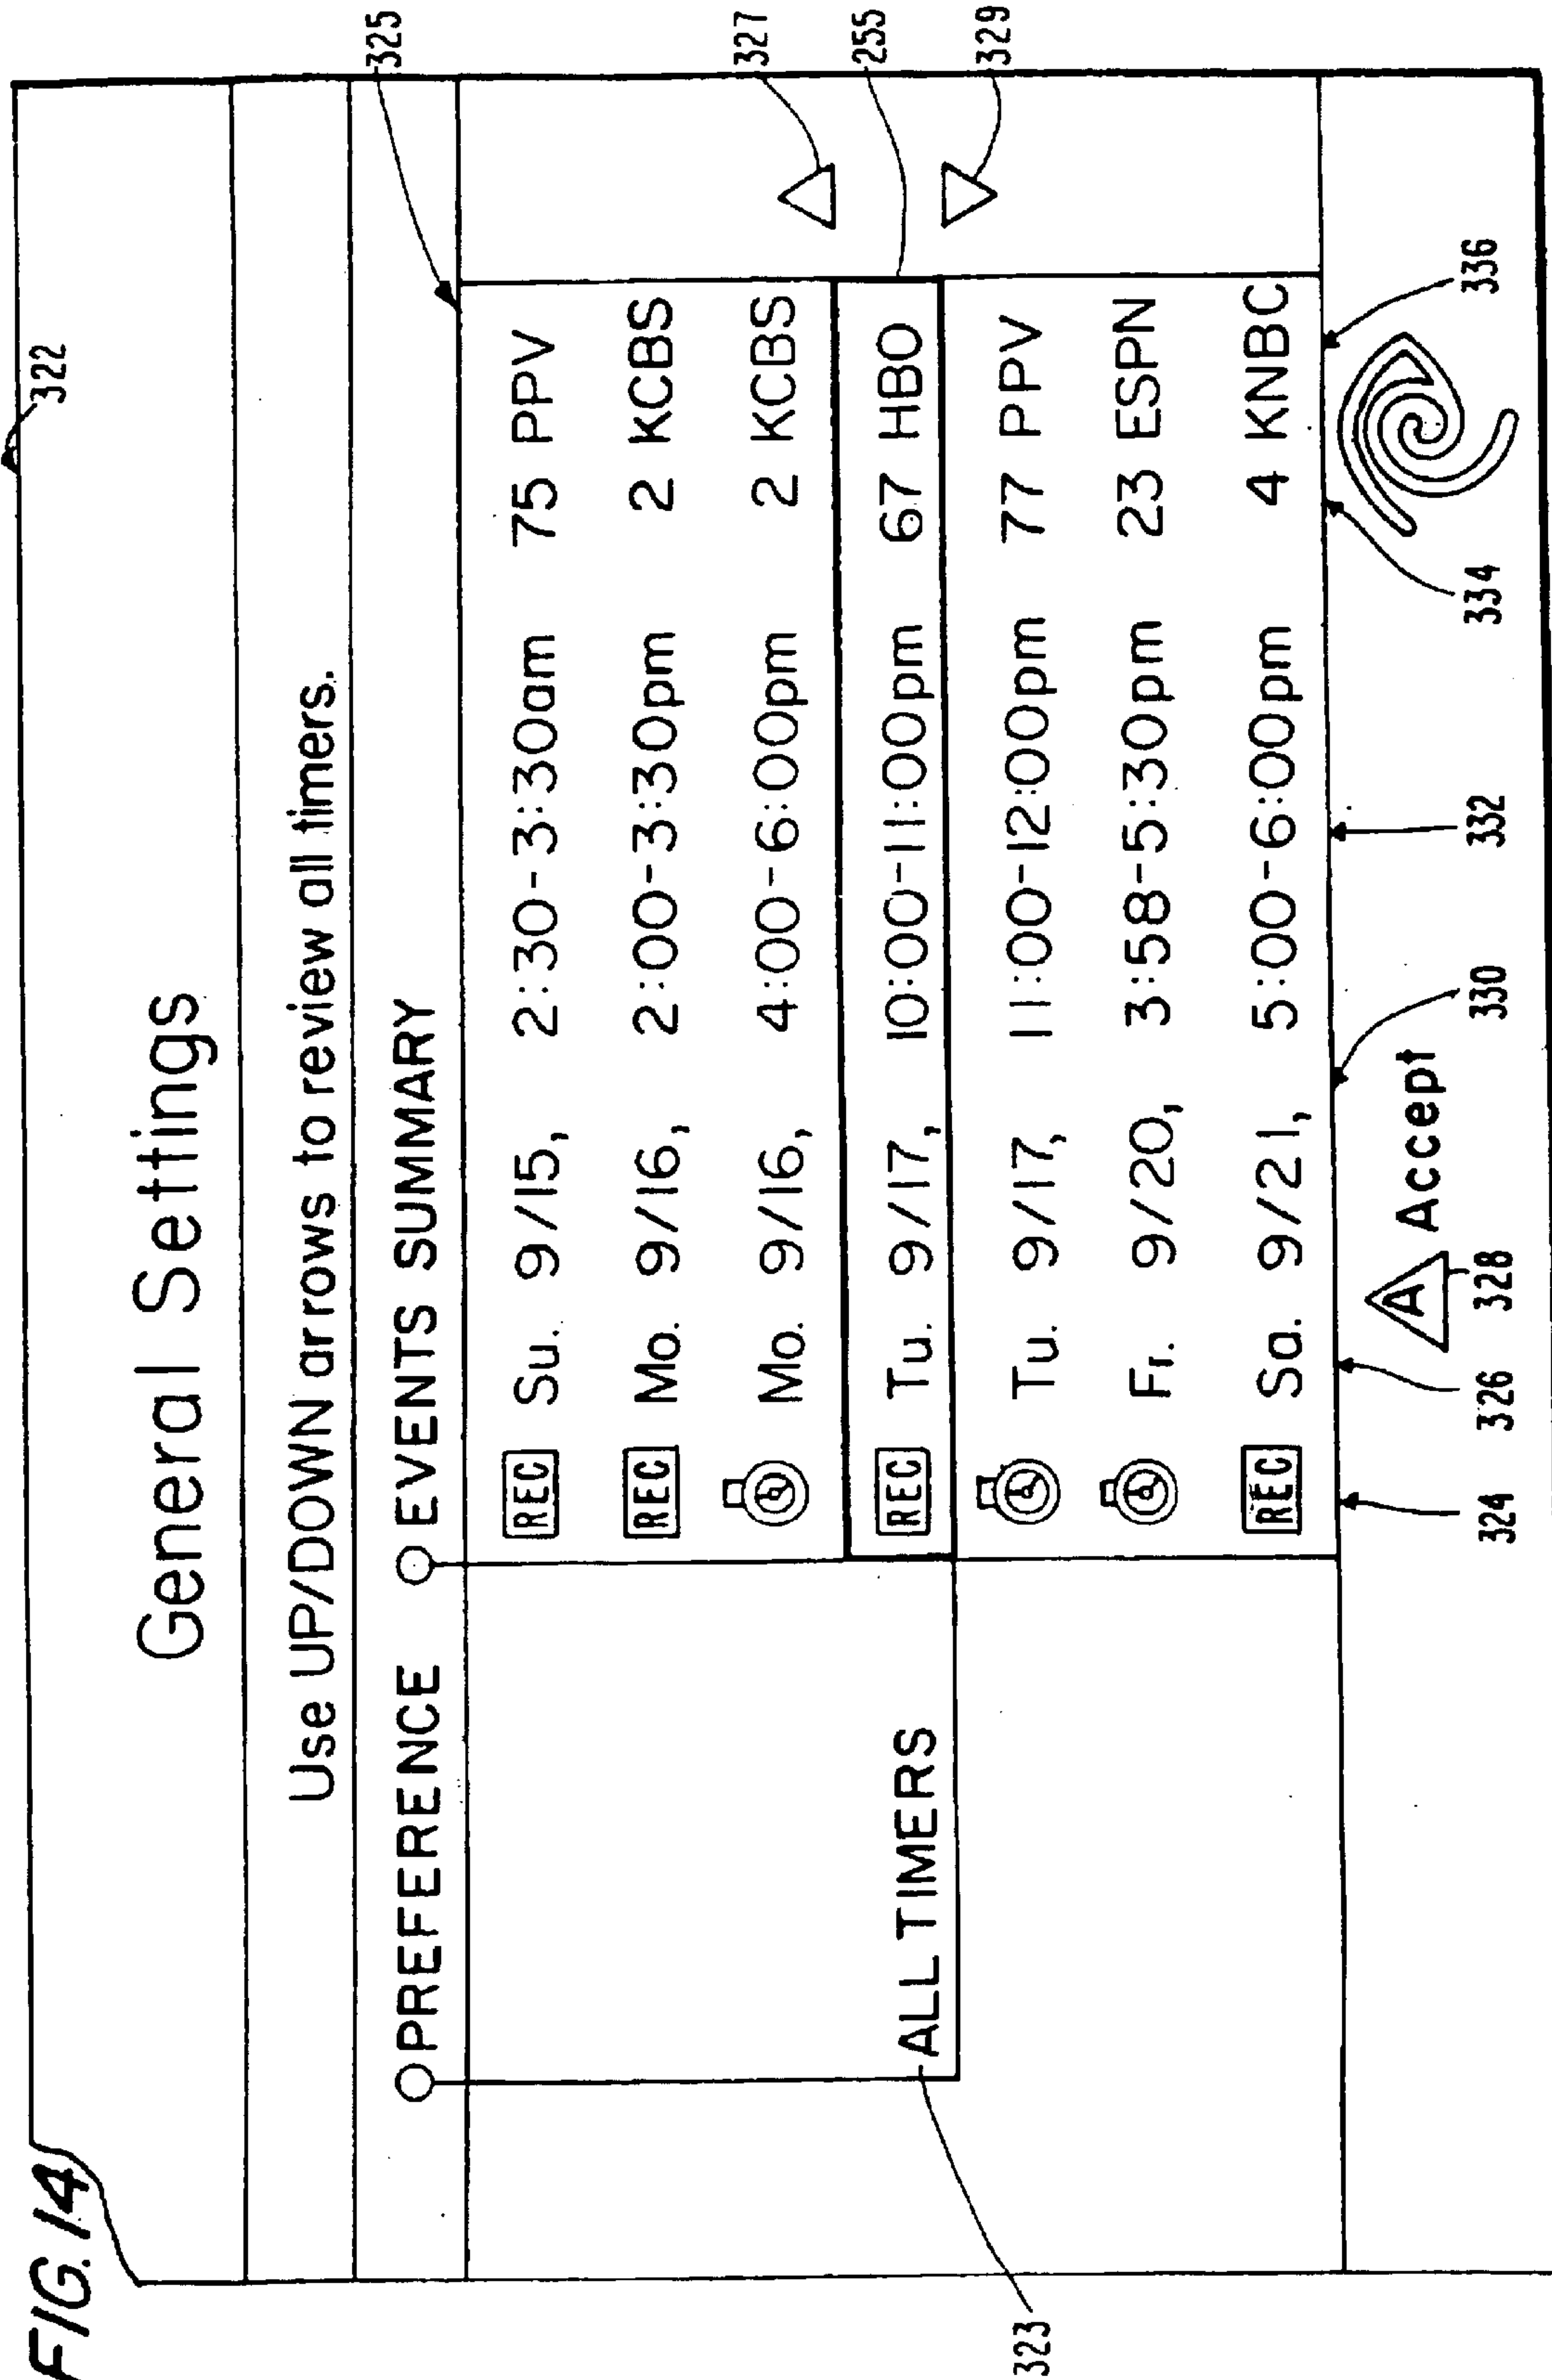 FIG. 14
322
General Settings
Use UP/DOWN arrows to review all timers.
325
PREFERENCE EVENTS SUMMARY
REC Su. 9/15, 2:30-3:30am 75 PPV
REC Mo. 9/16, 2:00-3:30pm 2 KCBS
Mo. 9/16, 4:00-6:00pm 2 KCBS
327
ALL TIMERS REC Tu. 9/17, 10:00-11:00pm 67 HBO
255
Tu. 9/17, 11:00-12:00pm 77 PPV
329
323
Fr. 9/20, 3:58-5:30pm 23 ESPN
REC Sa. 9/21, 5:00-6:00pm 4 KNBC
A Accept
324 326 328 330 332 334 336